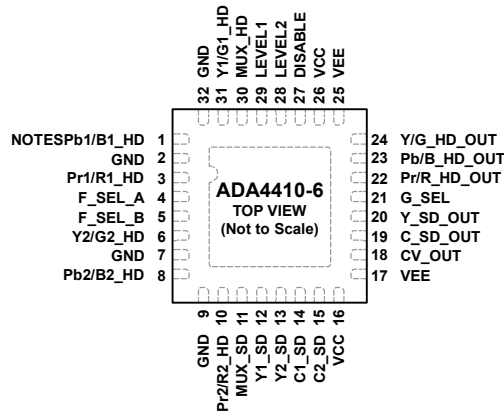 32 GND
31 Y1/G1_HD
30 MUX_HD
29 LEVEL1
28 LEVEL2
27 DISABLE
26 VCC
25 VEE
NOTESPb1/B1_HD 1
GND 2
Pr1/R1_HD 3
F_SEL_A 4
F_SEL_B 5
Y2/G2_HD 6
GND 7
Pb2/B2_HD 8
ADA4410-6
TOP VIEW
(Not to Scale)
24 Y/G_HD_OUT
23 Pb/B_HD_OUT
22 Pr/R_HD_OUT
21 G_SEL
20 Y_SD_OUT
19 C_SD_OUT
18 CV_OUT
17 VEE
GND 9
Pr2/R2_HD 10
MUX_SD 11
Y1_SD 12
Y2_SD 13
C1_SD 14
C2_SD 15
VCC 16